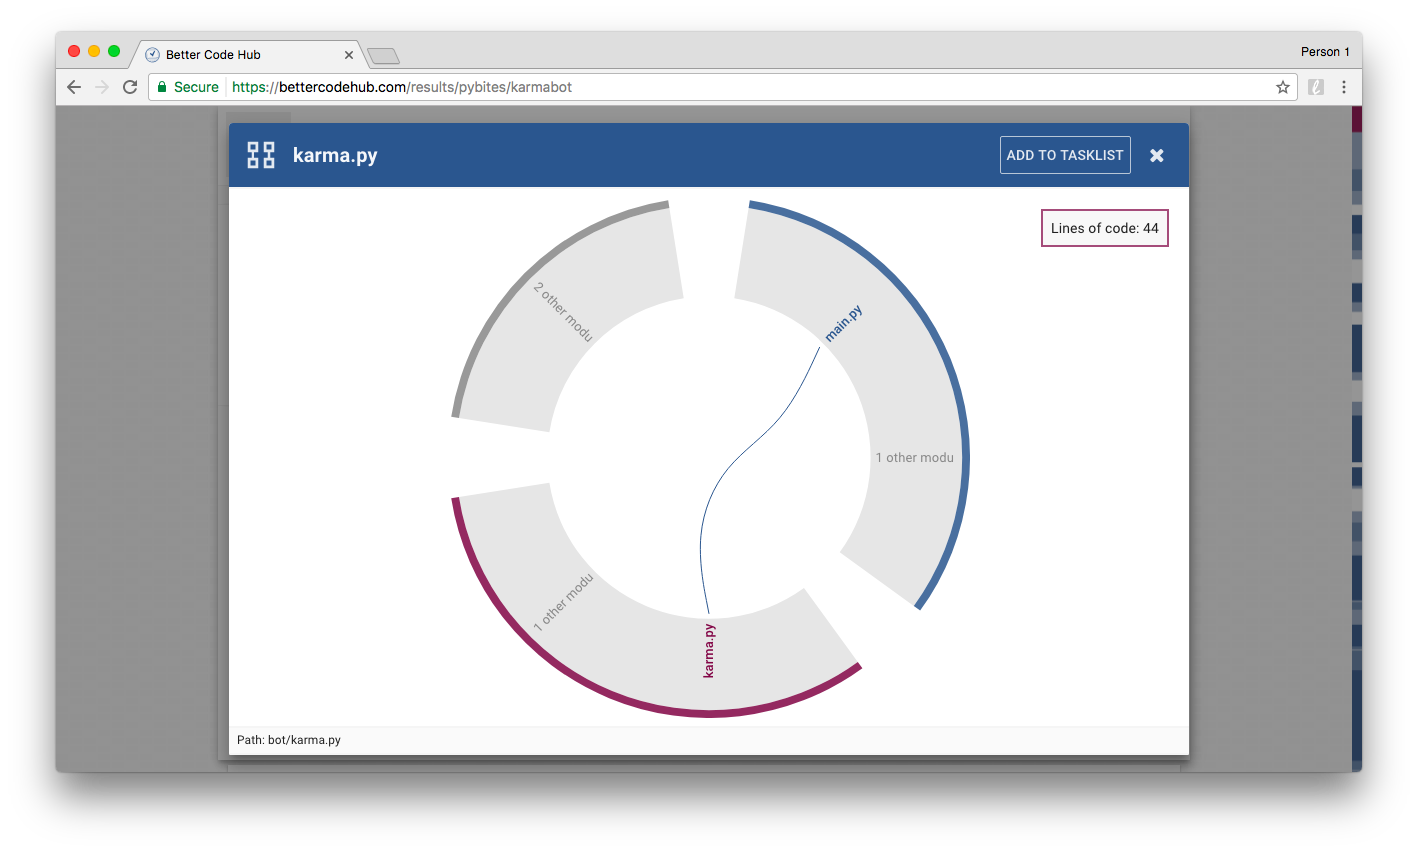 Better Code Hub
Person 1
Secure
https://bettercodehub.com/results/pybites/karmabot
karma.py
ADD TO TASKLIST
Lines of code: 44
2 other modu
main.py
1 other modu
1 other modu
karma.py
Path: bot/karma.py